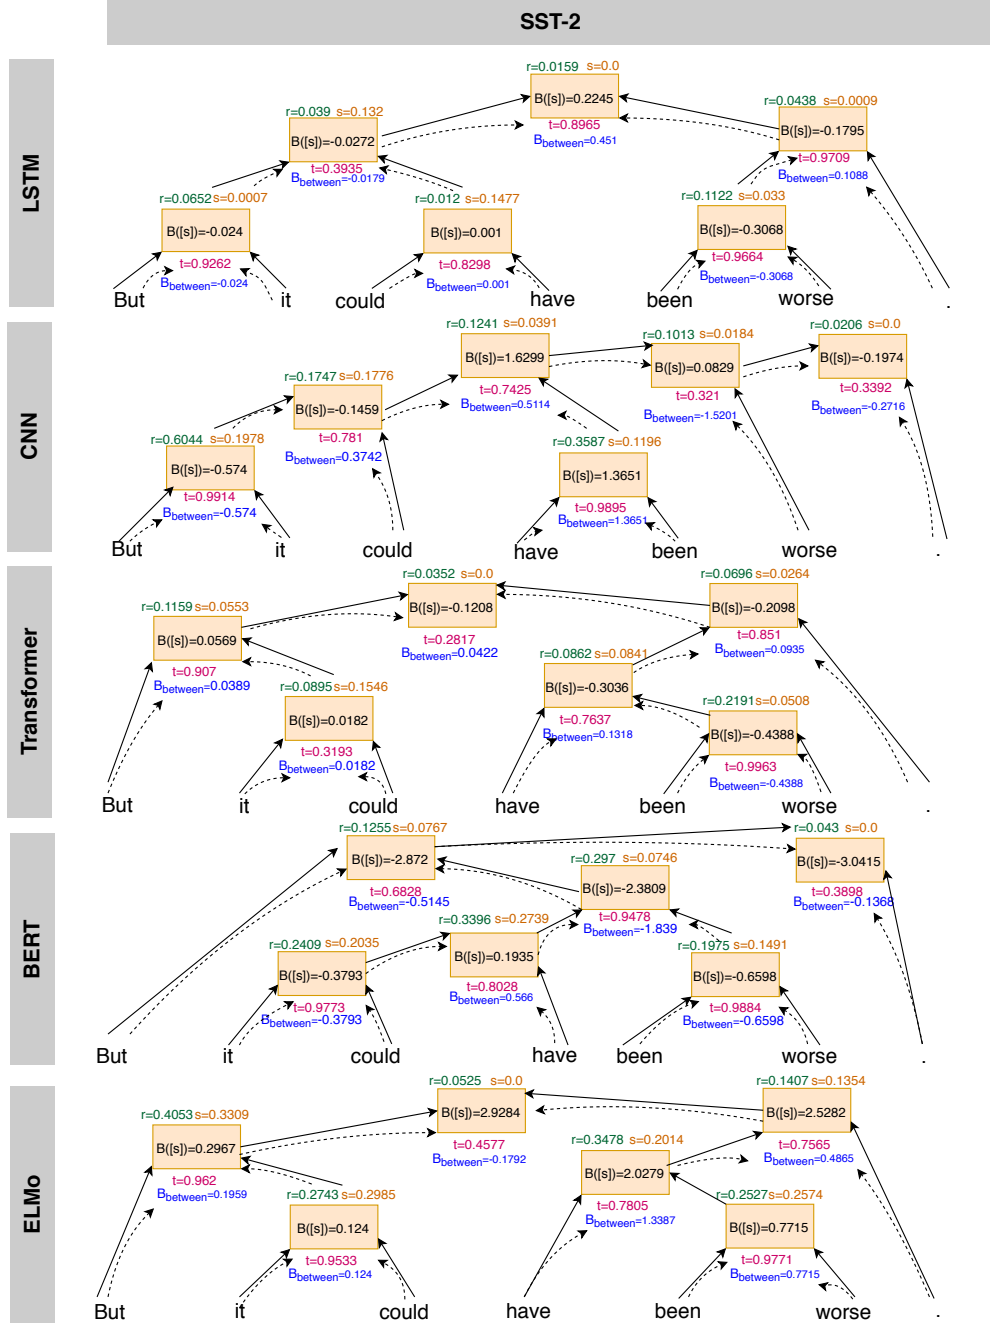 SST-2
LSTM
r=0.0159 s=0.0
B([s])=0.2245
t=0.8965
Bbetween=0.451
r=0.039 s=0.132
B([s])=-0.0272
t=0.3935
Bbetween=-0.0179
r=0.0438 s=0.0009
B([s])=-0.1795
t=0.9709
Bbetween=0.1088
r=0.0652 s=0.0007
B([s])=-0.024
t=0.9262
Bbetween=-0.024
r=0.012 s=0.1477
B([s])=0.001
t=0.8298
Bbetween=0.001
r=0.1122 s=0.033
B([s])=-0.3068
t=0.9664
Bbetween=-0.3068
But it could have been worse .
CNN
r=0.1241 s=0.0391
B([s])=1.6299
t=0.7425
Bbetween=0.5114
r=0.1013 s=0.0184
B([s])=0.0829
t=0.321
Bbetween=-1.5201
r=0.0206 s=0.0
B([s])=-0.1974
t=0.3392
Bbetween=-0.2716
r=0.1747 s=0.1776
B([s])=-0.1459
t=0.781
Bbetween=0.3742
r=0.6044 s=0.1978
B([s])=-0.574
t=0.9914
Bbetween=-0.574
r=0.3587 s=0.1196
B([s])=1.3651
t=0.9895
Bbetween=1.3651
But it could have been worse .
Transformer
r=0.0352 s=0.0
B([s])=-0.1208
t=0.2817
Bbetween=0.0422
r=0.0696 s=0.0264
B([s])=-0.2098
t=0.851
Bbetween=0.0935
r=0.1159 s=0.0553
B([s])=0.0569
t=0.907
Bbetween=0.0389
r=0.0862 s=0.0841
B([s])=-0.3036
t=0.7637
Bbetween=0.1318
r=0.0895 s=0.1546
B([s])=0.0182
t=0.3193
Bbetween=0.0182
r=0.2191 s=0.0508
B([s])=-0.4388
t=0.9963
Bbetween=-0.4388
But it could have been worse .
BERT
r=0.1255 s=0.0767
B([s])=-2.872
t=0.6828
Bbetween=-0.5145
r=0.043 s=0.0
B([s])=-3.0415
t=0.3898
Bbetween=-0.1368
r=0.297 s=0.0746
B([s])=-2.3809
t=0.9478
Bbetween=-1.839
r=0.3396 s=0.2739
B([s])=0.1935
t=0.8028
Bbetween=0.566
r=0.2409 s=0.2035
B([s])=-0.3793
t=0.9773
Bbetween=-0.3793
r=0.1975 s=0.1491
B([s])=-0.6598
t=0.9884
Bbetween=-0.6598
But it could have been worse .
ELMo
r=0.0525 s=0.0
B([s])=2.9284
t=0.4577
Bbetween=-0.1792
r=0.1407 s=0.1354
B([s])=2.5282
t=0.7565
Bbetween=0.4865
r=0.4053 s=0.3309
B([s])=0.2967
t=0.962
Bbetween=0.1959
r=0.3478 s=0.2014
B([s])=2.0279
t=0.7805
Bbetween=1.3387
r=0.2743 s=0.2985
B([s])=0.124
t=0.9533
Bbetween=0.124
r=0.2527 s=0.2574
B([s])=0.7715
t=0.9771
Bbetween=0.7715
But it could have been worse .